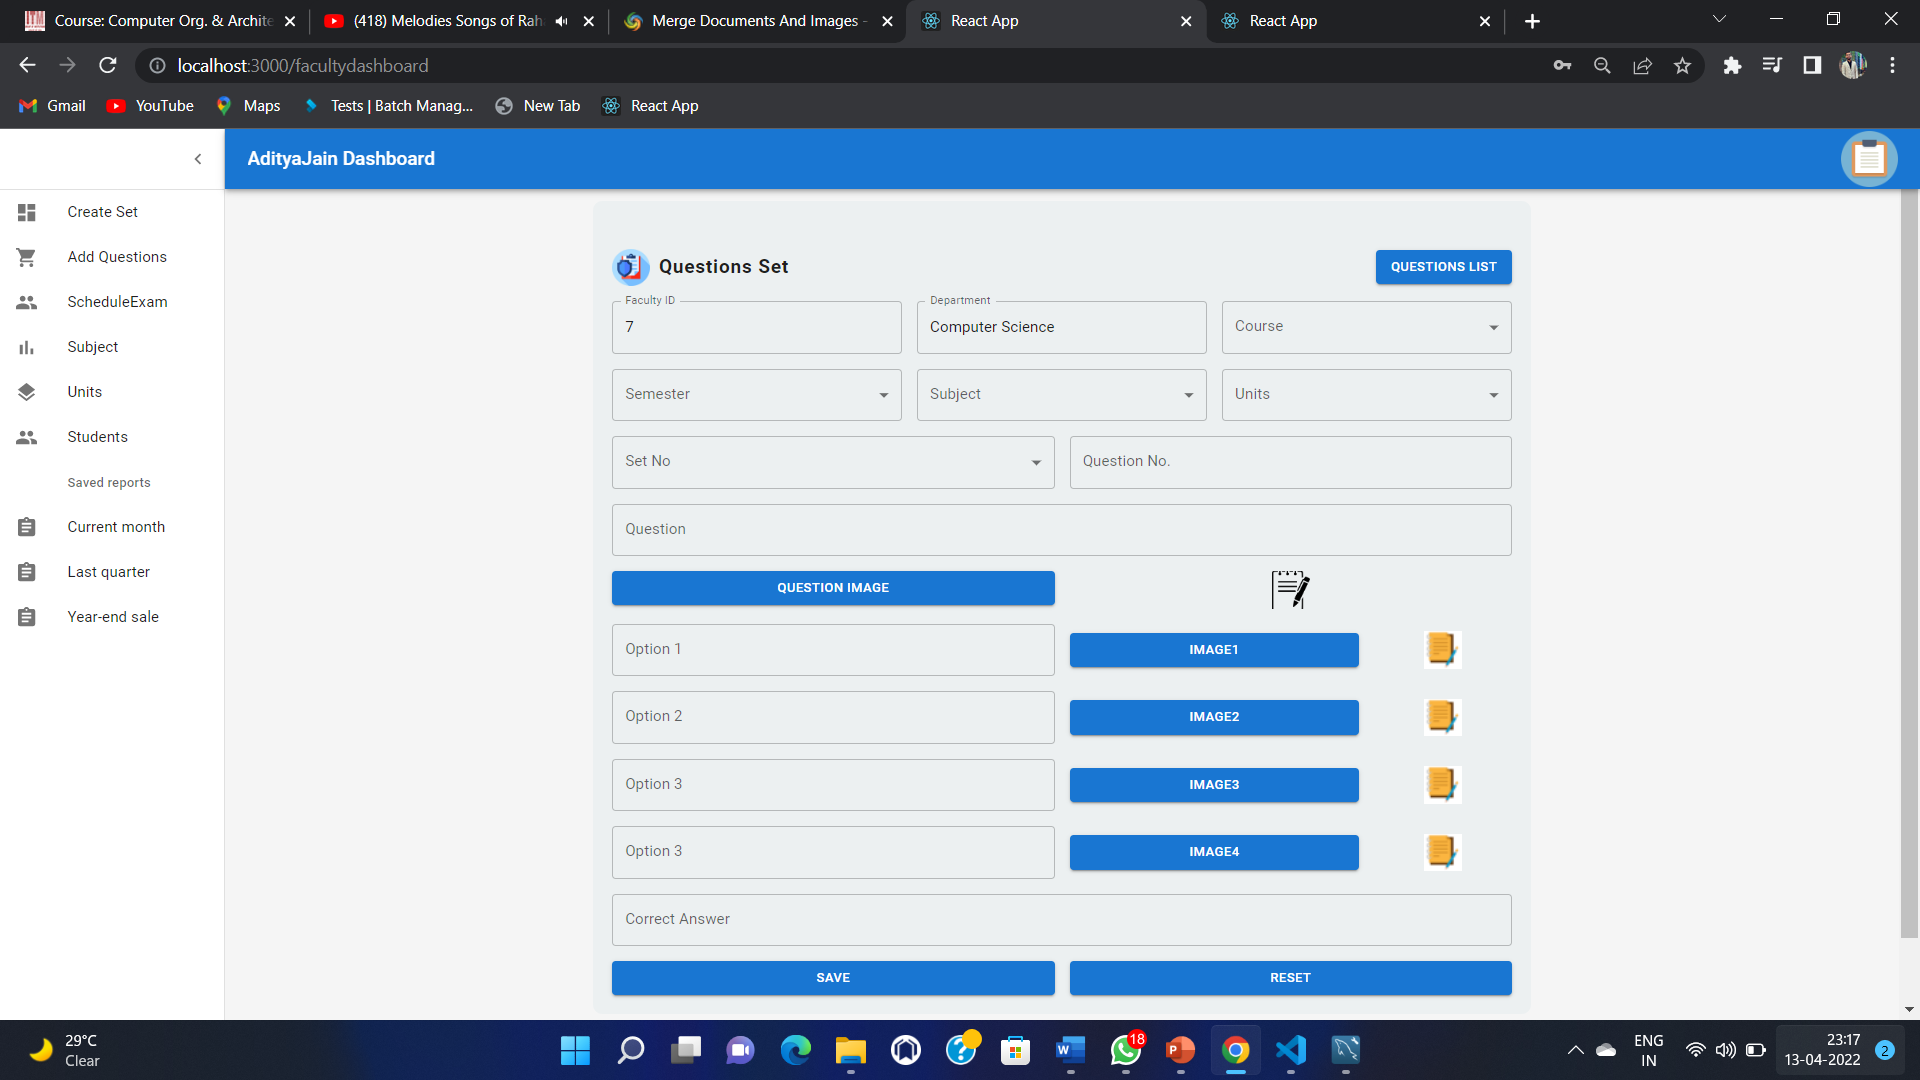 Course: Computer Org. & Archite
(418) Melodies Songs of Rah
Merge Documents And Images -
React App
React App
localhost:3000/facultydashboard
Gmail
YouTube
Maps
Tests | Batch Manag...
New Tab
React App
AdityaJain Dashboard
Create Set
Add Questions
ScheduleExam
Subject
Units
Students
Saved reports
Current month
Last quarter
Year-end sale
Questions Set
QUESTIONS LIST
Faculty ID
7
Department
Computer Science
Course
Semester
Subject
Units
Set No
Question No.
Question
QUESTION IMAGE
Option 1
IMAGE1
Option 2
IMAGE2
Option 3
IMAGE3
Option 3
IMAGE4
Correct Answer
SAVE
RESET
29°C
Clear
18
ENG
IN
23:17
13-04-2022
2